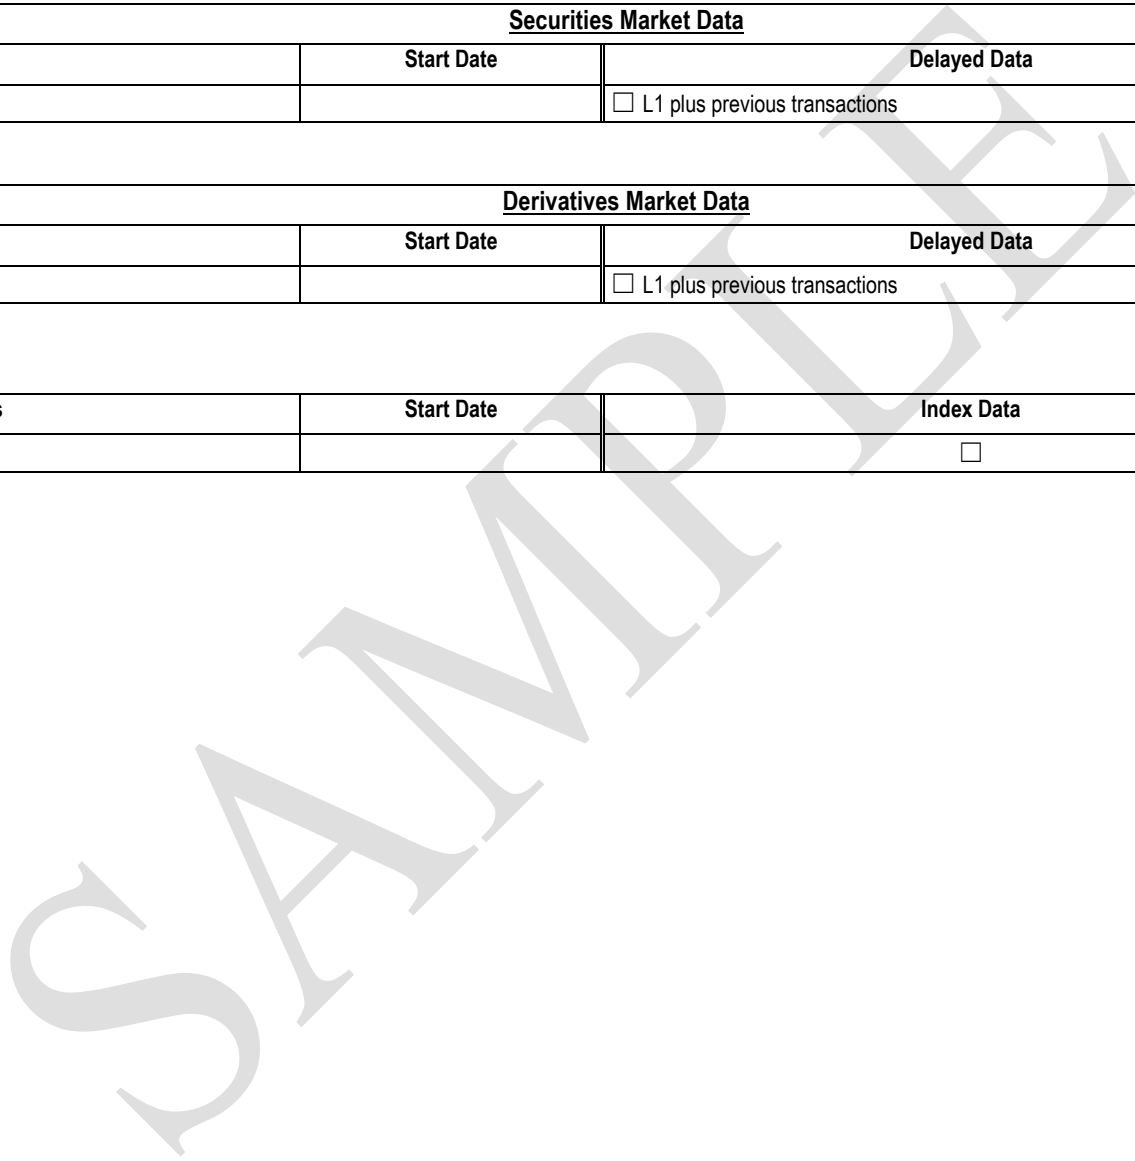 Securities Market Data
Start Date Delayed Data
☐ L1 plus previous transactions
Derivatives Market Data
Start Date Delayed Data
☐ L1 plus previous transactions
s Start Date Index Data
☐
SAMPLE